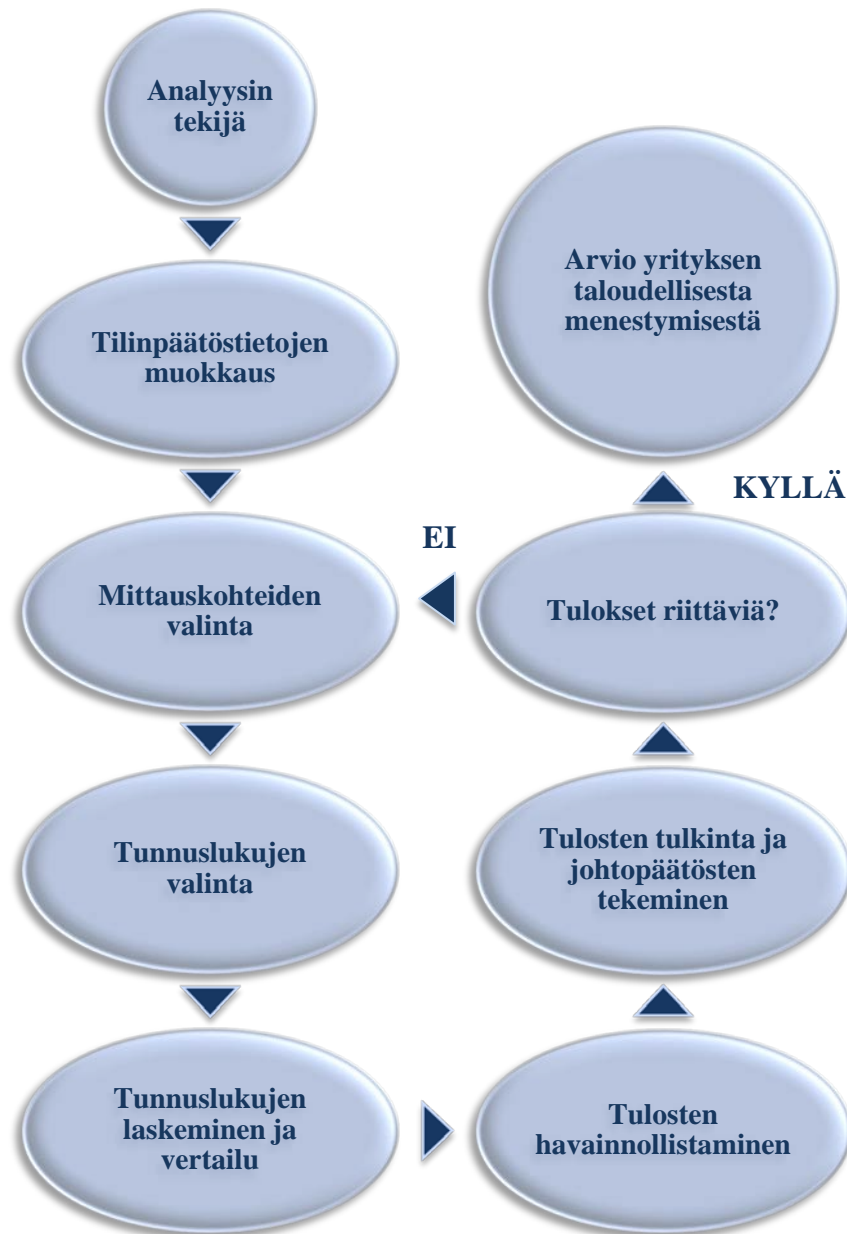 Analyysin
tekijä
Tilinpäätöstietojen
muokkaus
Mittauskohteiden
valinta
Tunnuslukujen
valinta
Tunnuslukujen
laskeminen ja
vertailu
Tulosten
havainnollistaminen
Tulosten tulkinta ja
johtopäätösten
tekeminen
Tulokset riittäviä?
EI
KYLLÄ
Arvio yrityksen
taloudellisesta
menestymisestä